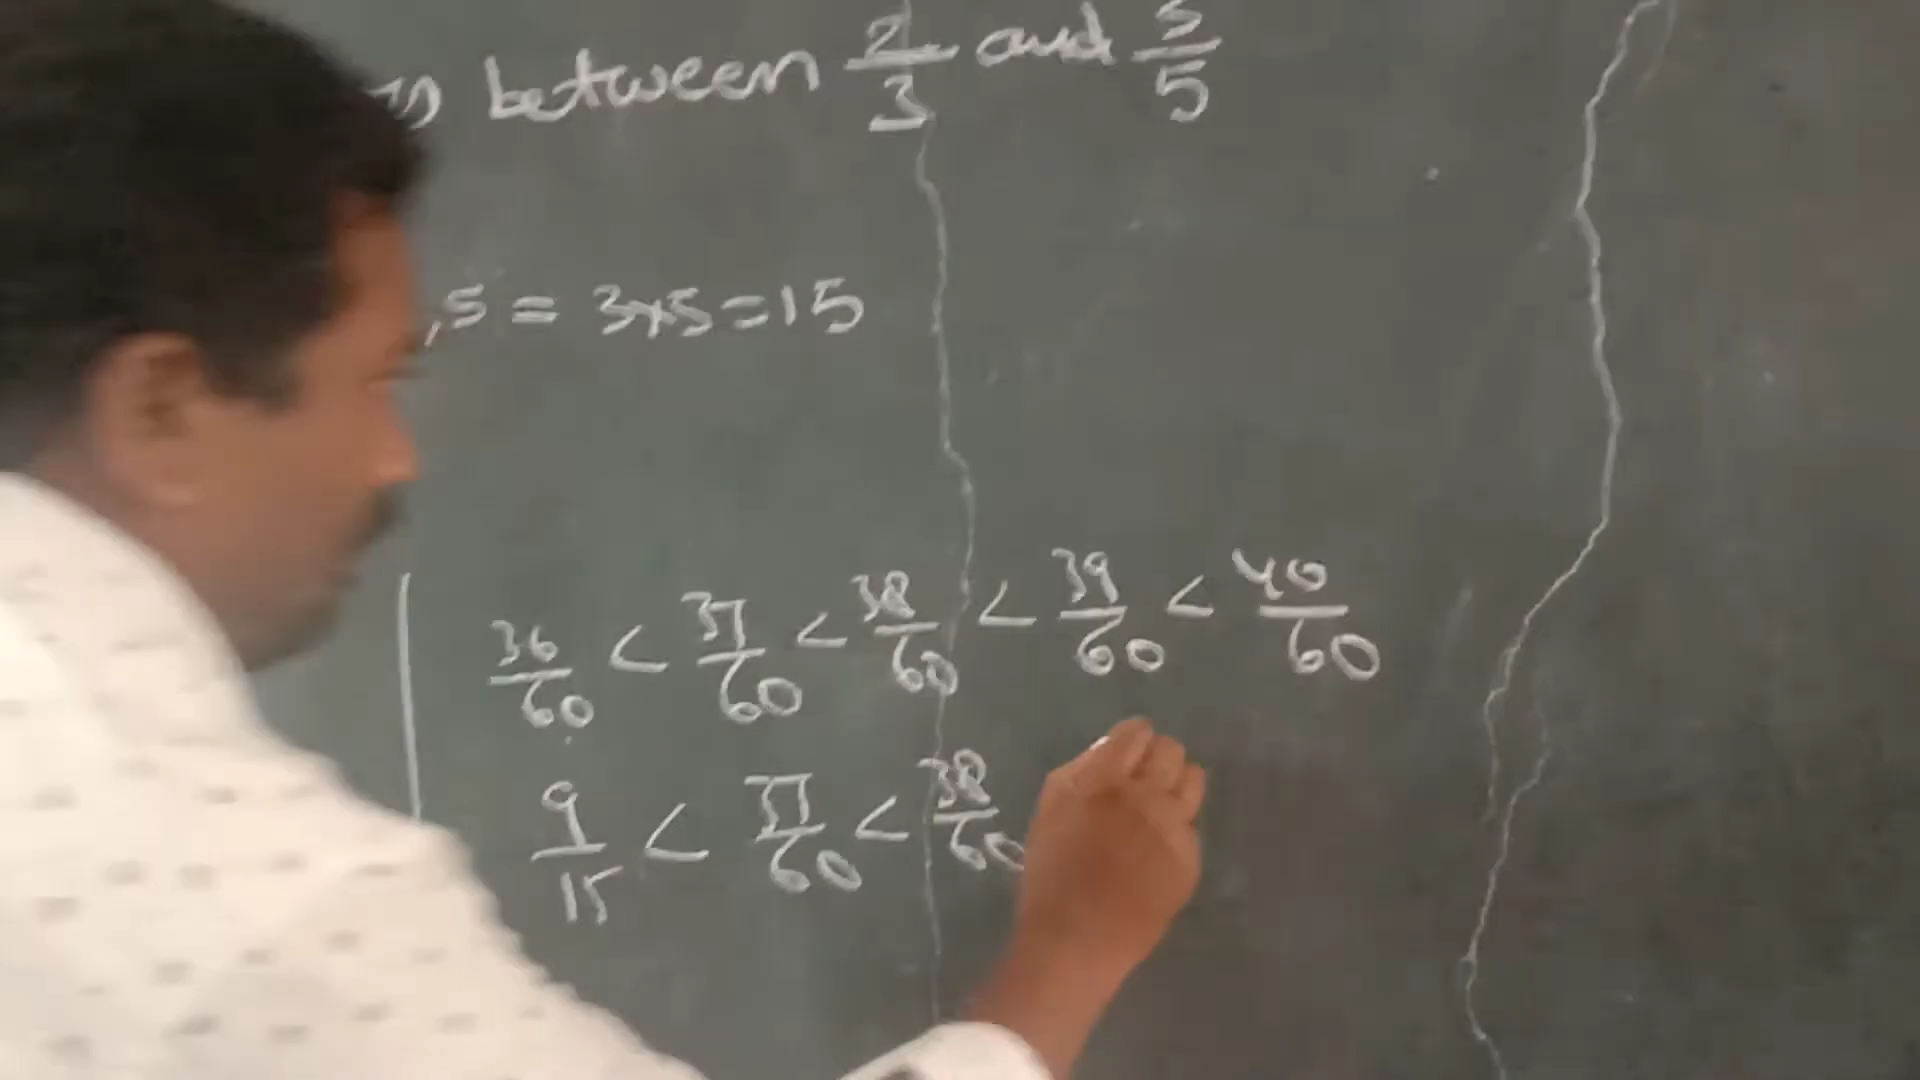 between 2/3 and 3/5
,5 = 3×5=15
36/60 < 37/60 < 38/60 < 39/60 < 40/60
9/15 < 37/60 < 38/60